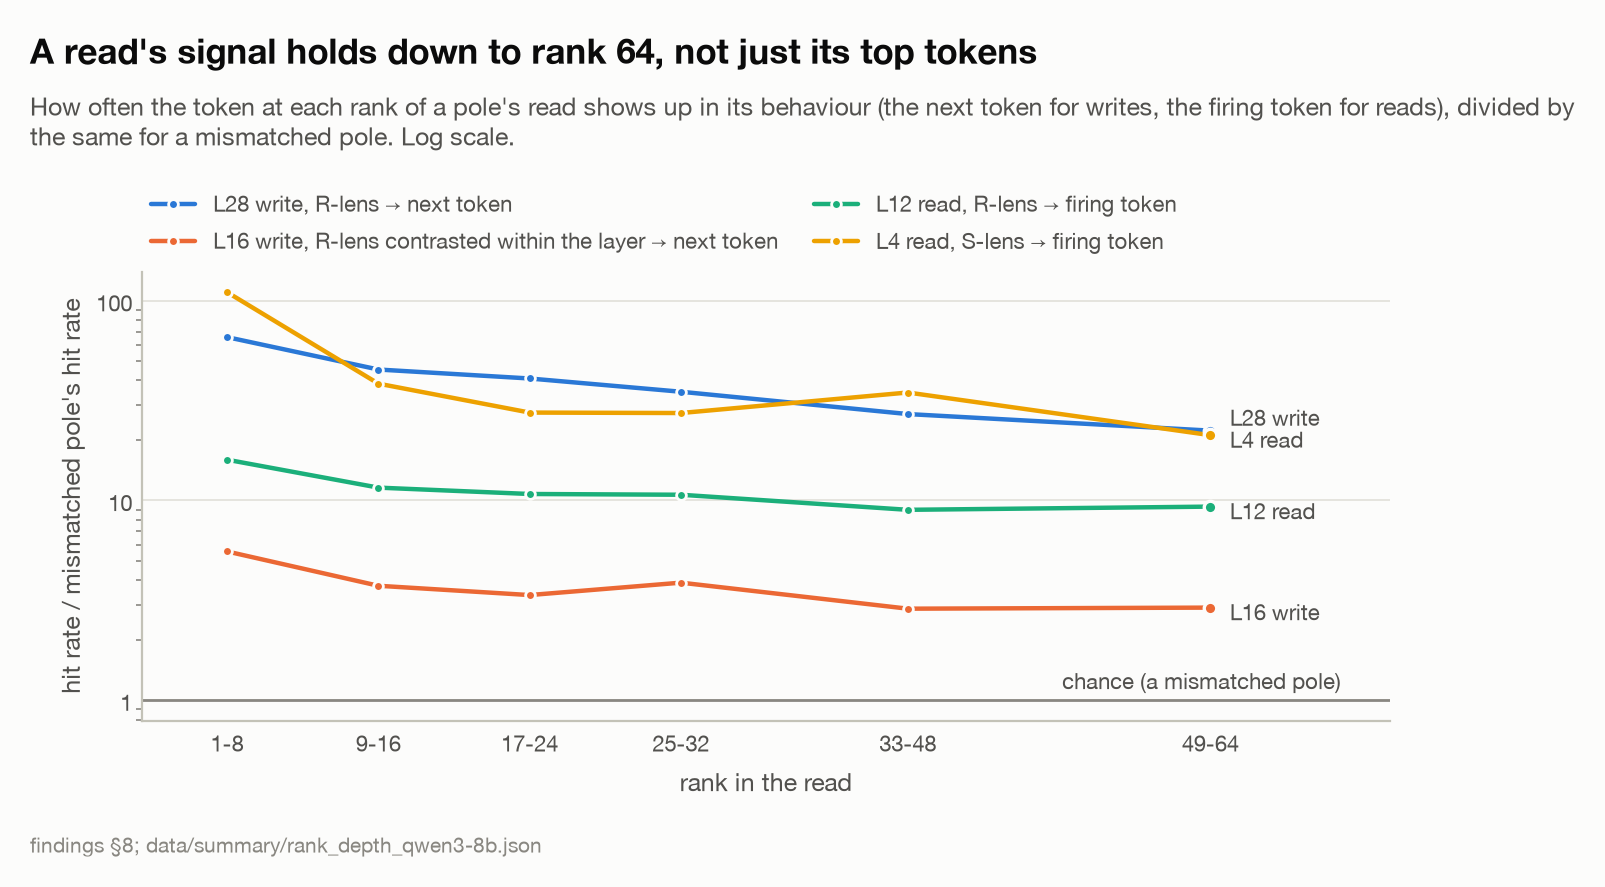 A read's signal holds down to rank 64, not just its top tokens
How often the token at each rank of a pole's read shows up in its behaviour (the next token for writes, the firing token for reads), divided by
the same for a mismatched pole. Log scale.
L28 write, R-lens → next token
L12 read, R-lens → firing token
L16 write, R-lens contrasted within the layer → next token
L4 read, S-lens → firing token
hit rate / mismatched pole's hit rate
100
10
1
L28 write
L4 read
L12 read
L16 write
chance (a mismatched pole)
1-8
9-16
17-24
25-32
33-48
49-64
rank in the read
findings §8; data/summary/rank_depth_qwen3-8b.json